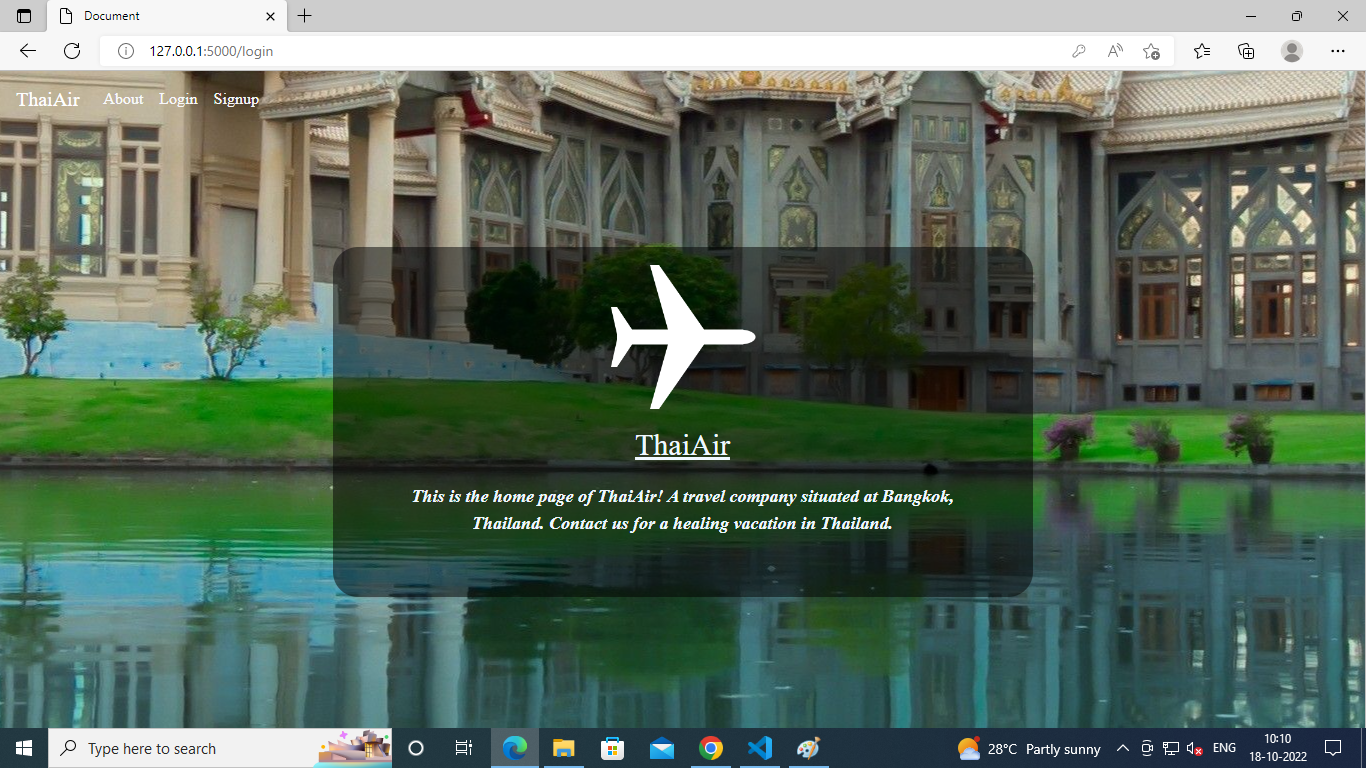 Document
127.0.0.1:5000/login
ThaiAir About Login Signup
ThaiAir
This is the home page of ThaiAir! A travel company situated at Bangkok,
Thailand. Contact us for a healing vacation in Thailand.
Type here to search
28°C Partly sunny
ENG
10:10
18-10-2022